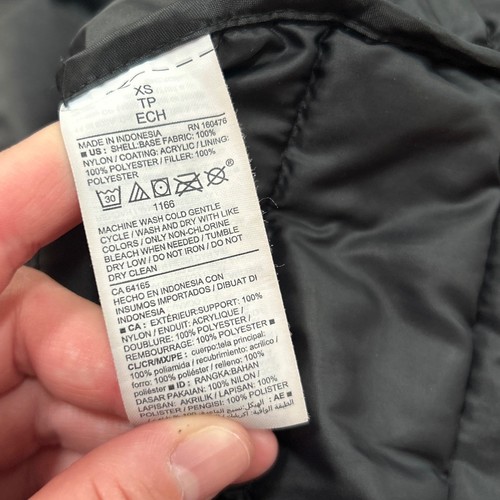 XS
TP
ECH
MADE IN INDONESIA RN 160476
■ US : SHELL:BASE FABRIC: 100%
NYLON / COATING: ACRYLIC / LINING:
100% POLYESTER / FILLER: 100%
POLYESTER
30 ®
1166
MACHINE WASH COLD GENTLE
CYCLE / WASH AND DRY WITH LIKE
COLORS / ONLY NON-CHLORINE
BLEACH WHEN NEEDED / TUMBLE
DRY LOW / DO NOT IRON / DO NOT
DRY CLEAN
CA 64165
HECHO EN INDONESIA CON
INSUMOS IMPORTADOS / DIBUAT DI
INDONESIA
■ CA : EXTÉRIEUR:SUPPORT: 100%
NYLON / ENDUIT: ACRYLIQUE /
DOUBLURE: 100% POLYESTER /
REMBOURRAGE: 100% POLYESTER ■
CL/CR/MX/PE: cuerpo:tela principal:
100% poliamida / recubrimiento: acrílico /
forro: 100% poliéster / relleno: 100%
poliéster ■ ID : RANGKA:BAHAN
DASAR PAKAIAN: 100% NILON /
LAPISAN: AKRILIK / LAPISAN: 100%
POLIESTER / PENGISI: 100% POLIESTER
■ AE :